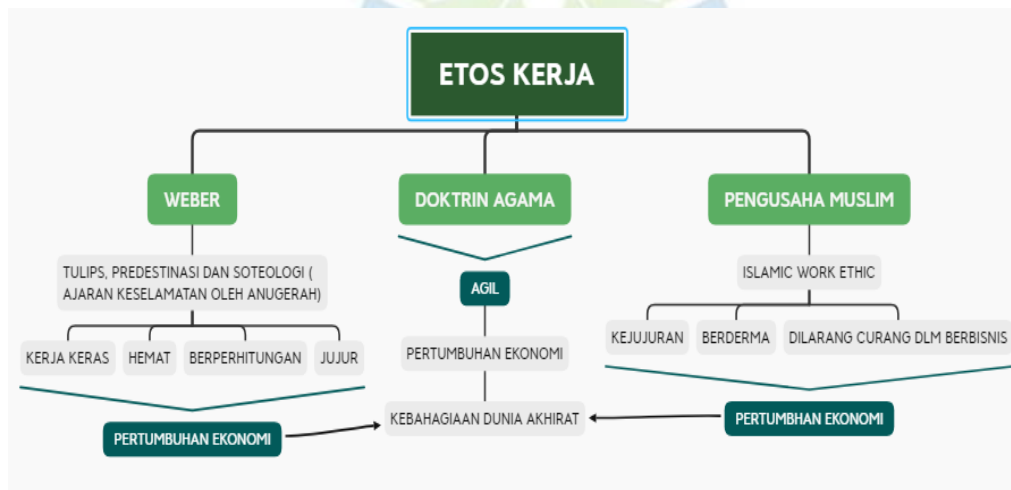 ETOS KERJA
WEBER
DOKTRIN AGAMA
PENGUSAHA MUSLIM
TULIPS, PREDESTINASI DAN SOTEOLOGI (
AJARAN KESELAMATAN OLEH ANUGERAH)
AGIL
ISLAMIC WORK ETHIC
KERJA KERAS
HEMAT
BERPERHITUNGAN
JUJUR
PERTUMBUHAN EKONOMI
KEJUJURAN
BERDERMA
DILARANG CURANG DLM BERBISNIS
PERTUMBUHAN EKONOMI
KEBAHAGIAAN DUNIA AKHIRAT
PERTUMBHAN EKONOMI